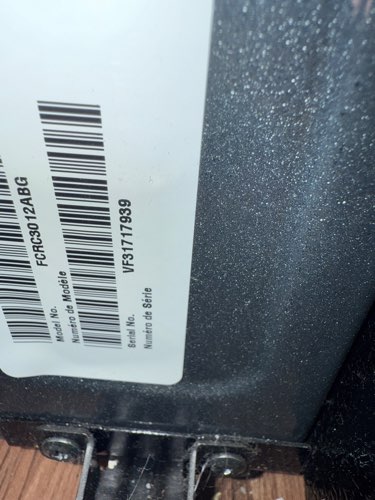 FCRC3012ABG
Model No.
Numéro de Modèle
VF31717939
Serial No.
Numéro de Série